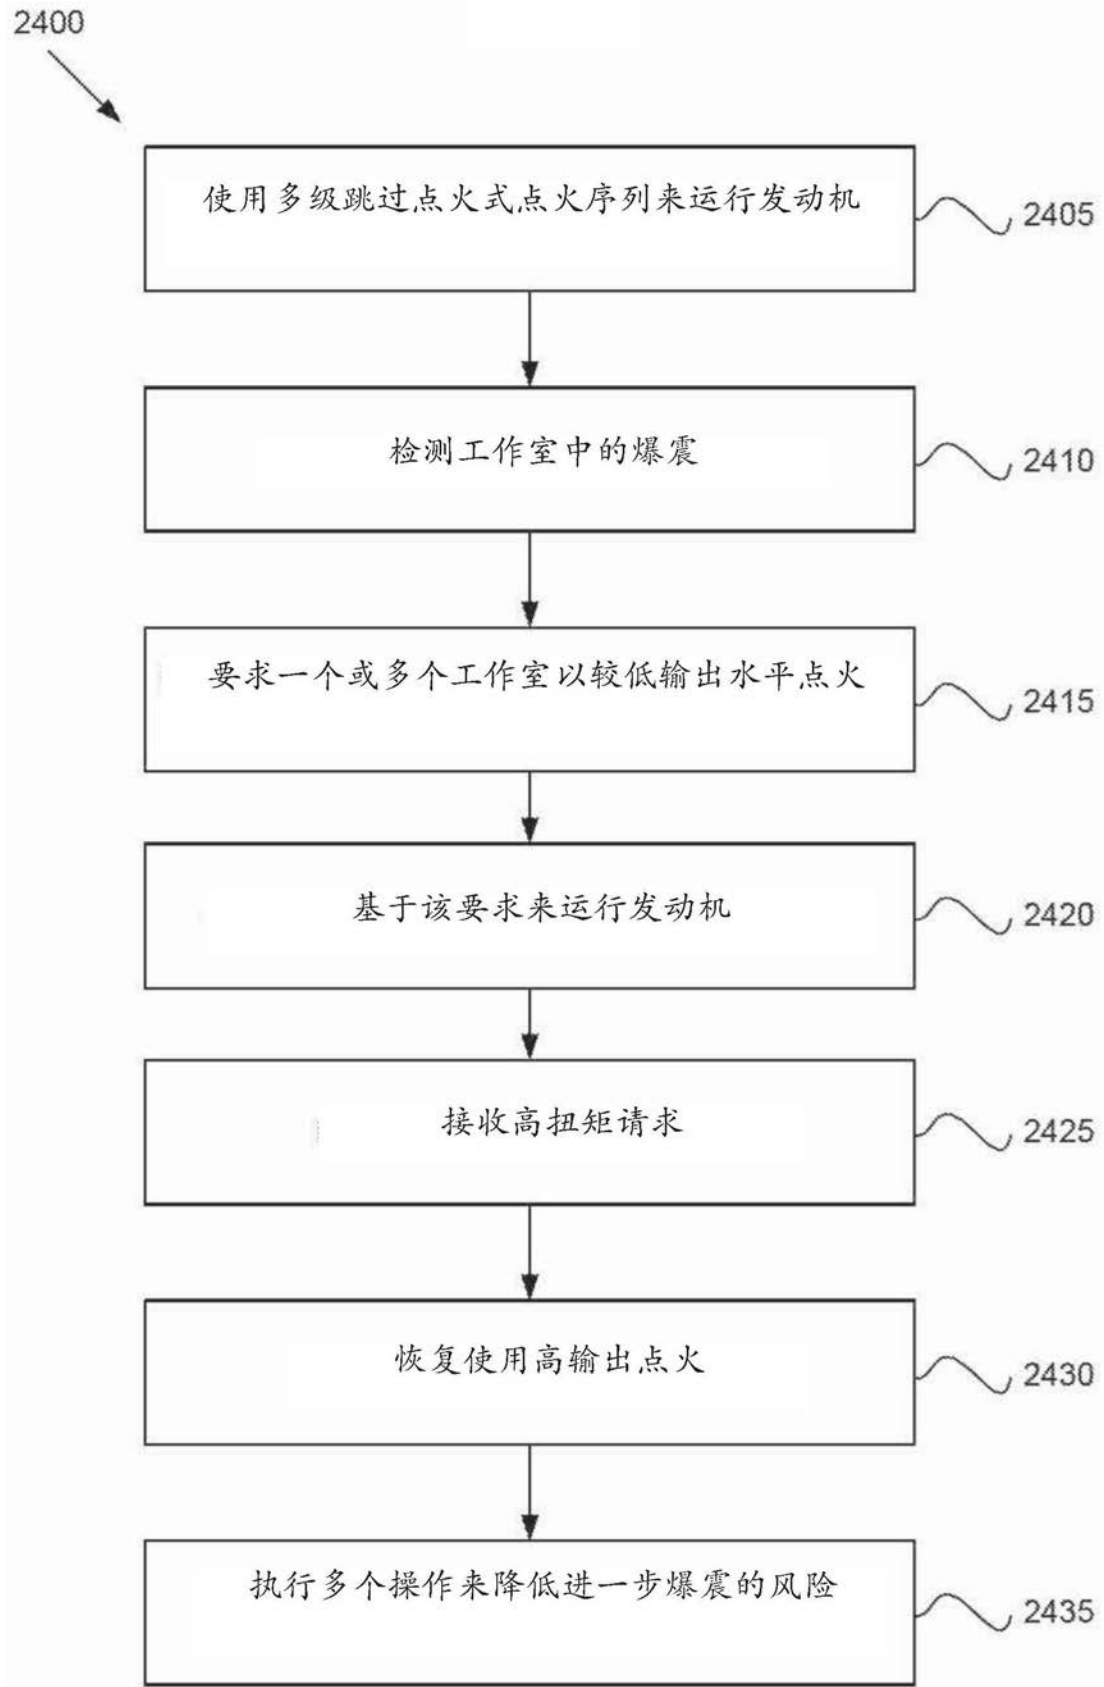 2400
使用多级跳过点火式点火序列来运行发动机
2405
检测工作室中的爆震
2410
要求一个或多个工作室以较低输出水平点火
2415
基于该要求来运行发动机
2420
接收高扭矩请求
2425
恢复使用高输出点火
2430
执行多个操作来降低进一步爆震的风险
2435